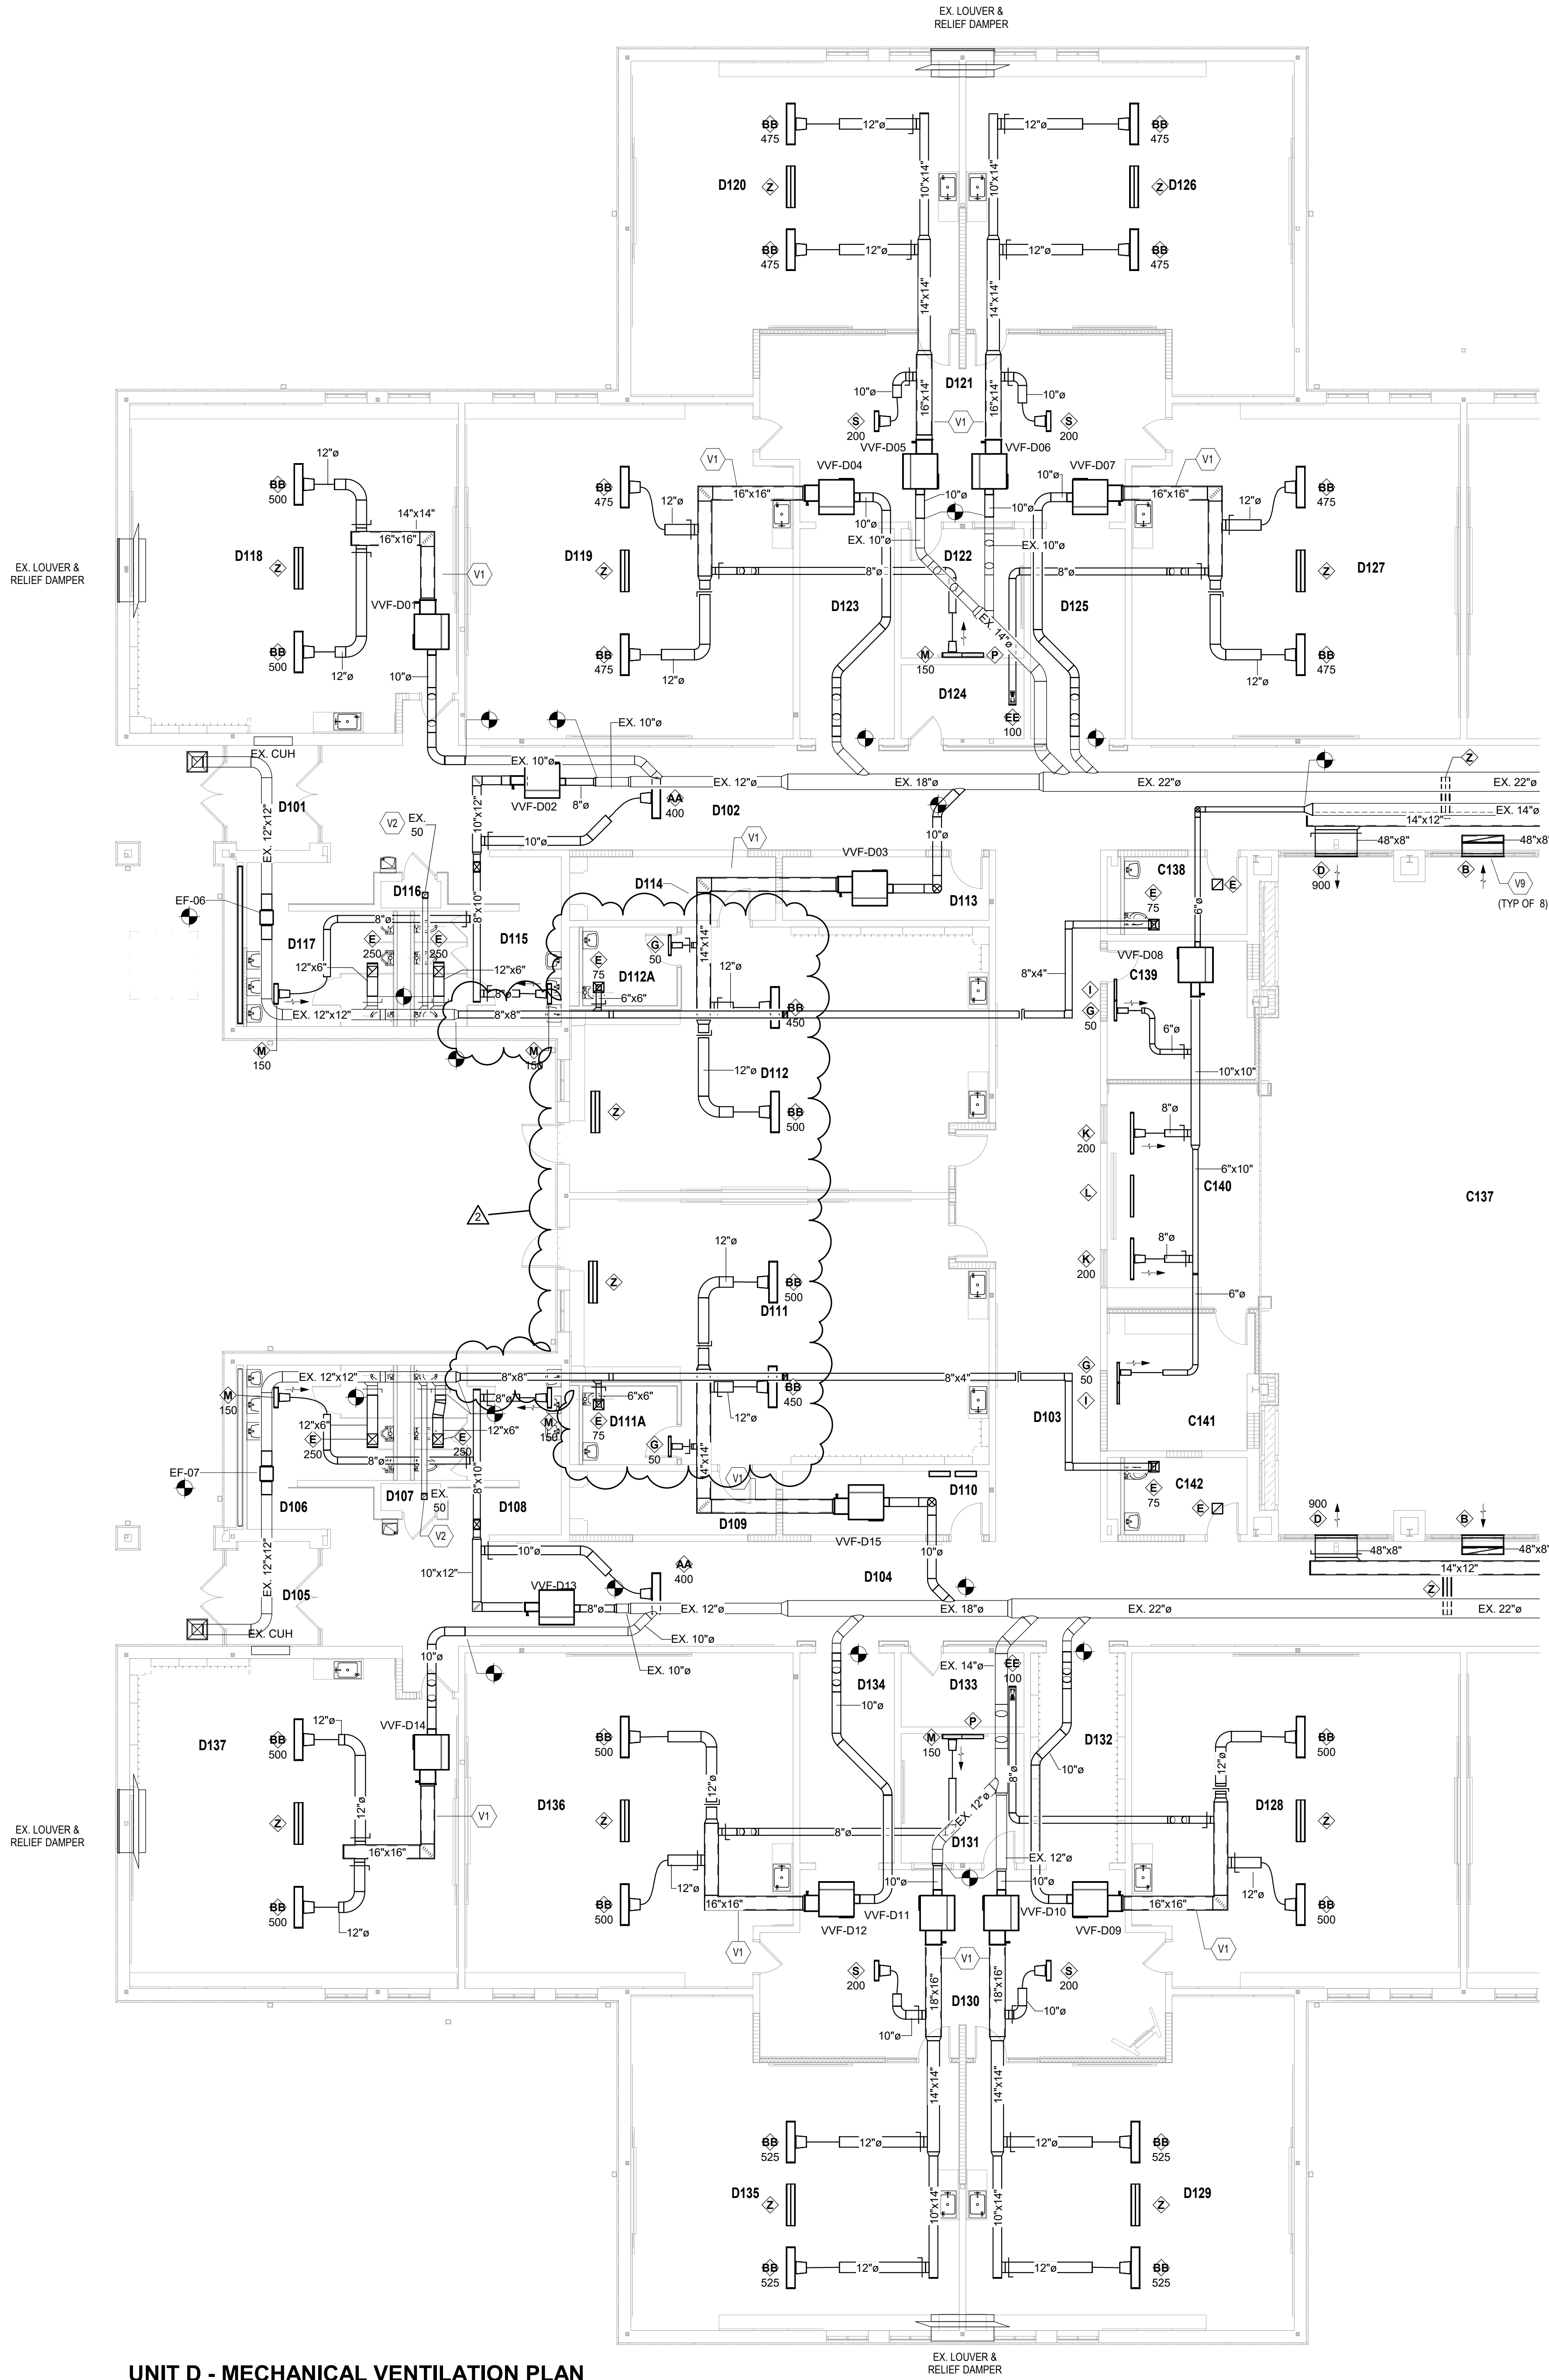 EX. LOUVER &
RELIEF DAMPER
BB
475
12"ø
10"x14"
10"x14"
12"ø
BB
475
D120
Z
Z
D126
BB
475
12"ø
12"ø
BB
475
14"x14"
14"x14"
D121
10"ø
16"x14"
16"x14"
10"ø
S
200
V1
S
200
VVF-D05
VVF-D06
12"ø
BB
500
14"x14"
16"x16"
D118
Z
V1
VVF-D01
BB
500
12"ø
10"ø
EX. LOUVER &
RELIEF DAMPER
V1
VVF-D04
16"x16"
BB
475
12"ø
10"ø
10"ø
10"ø
EX. 10"ø
EX. 10"ø
D119
Z
8"ø
D122
D123
EX. 14"ø
BB
475
12"ø
M
150
P
D124
EE
100
10"ø
VVF-D07
V1
16"x16"
12"ø
BB
475
8"ø
D125
Z
D127
BB
475
12"ø
EX. 10"ø
EX. CUH
EX. 10"ø
EX. 12"ø
EX. 18"ø
EX. 22"ø
Z
EX. 22"ø
VVF-D02
8"ø
AA
400
D102
EX. 14"ø
14"x12"
D101
EX. 12"x12"
V2
EX.
50
10"x12"
10"ø
V1
VVF-D03
10"ø
48"x8"
48"x8"
D
900
B
V9
(TYP OF 8)
D116
D114
D113
C138
E
E
75
EF-06
D117
8"ø
E
250
E
250
8"x10"
D115
12"x6"
12"x6"
8"ø
EX. 12"x12"
8"x8"
M
150
M
150
G
50
E
75
D112A
6"x6"
14"x14"
12"ø
BB
450
12"ø
D112
BB
500
Z
8"x4"
6"ø
VVF-D08
C139
I
G
50
6"ø
10"x10"
K
200
8"ø
6"x10"
C140
L
C137
K
200
8"ø
6"ø
2
Z
12"ø
BB
500
D111
BB
450
12"ø
8"x4"
G
50
I
C141
D103
EX. 12"x12"
8"x8"
M
150
8"ø
M
150
12"x6"
12"x6"
E
250
E
250
8"ø
8"x10"
6"x6"
E
75
D111A
G
50
14"x14"
V1
EF-07
D106
D107
EX.
50
V2
D108
D109
D110
VVF-D15
C142
E
75
E
900
D
B
48"x8"
48"x8"
14"x12"
Z
EX. 12"x12"
D105
10"x12"
10"ø
AA
400
10"ø
D104
VVF-D13
8"ø
EX. 12"ø
EX. 18"ø
EX. 22"ø
EX. 22"ø
EX. CUH
EX. 10"ø
EX. 10"ø
10"ø
VVF-D14
D137
BB
500
12"ø
Z
12"ø
V1
16"x16"
BB
500
12"ø
EX. LOUVER &
RELIEF DAMPER
BB
500
12"ø
D136
Z
8"ø
BB
500
12"ø
16"x16"
V1
VVF-D12
D134
10"ø
EX. 14"ø
D133
EE
100
P
M
150
8"ø
EX. 12"ø
D131
EX. 12"ø
10"ø
10"ø
D132
10"ø
VVF-D11
VVF-D10
VVF-D09
16"x16"
V1
12"ø
BB
500
D128
Z
12"ø
BB
500
V1
S
200
10"ø
18"x16"
18"x16"
D130
10"ø
S
200
14"x14"
14"x14"
BB
525
12"ø
12"ø
BB
525
D135
Z
10"x14"
10"x14"
Z
D129
BB
525
12"ø
12"ø
BB
525
EX. LOUVER &
RELIEF DAMPER
UNIT D - MECHANICAL VENTILATION PLAN